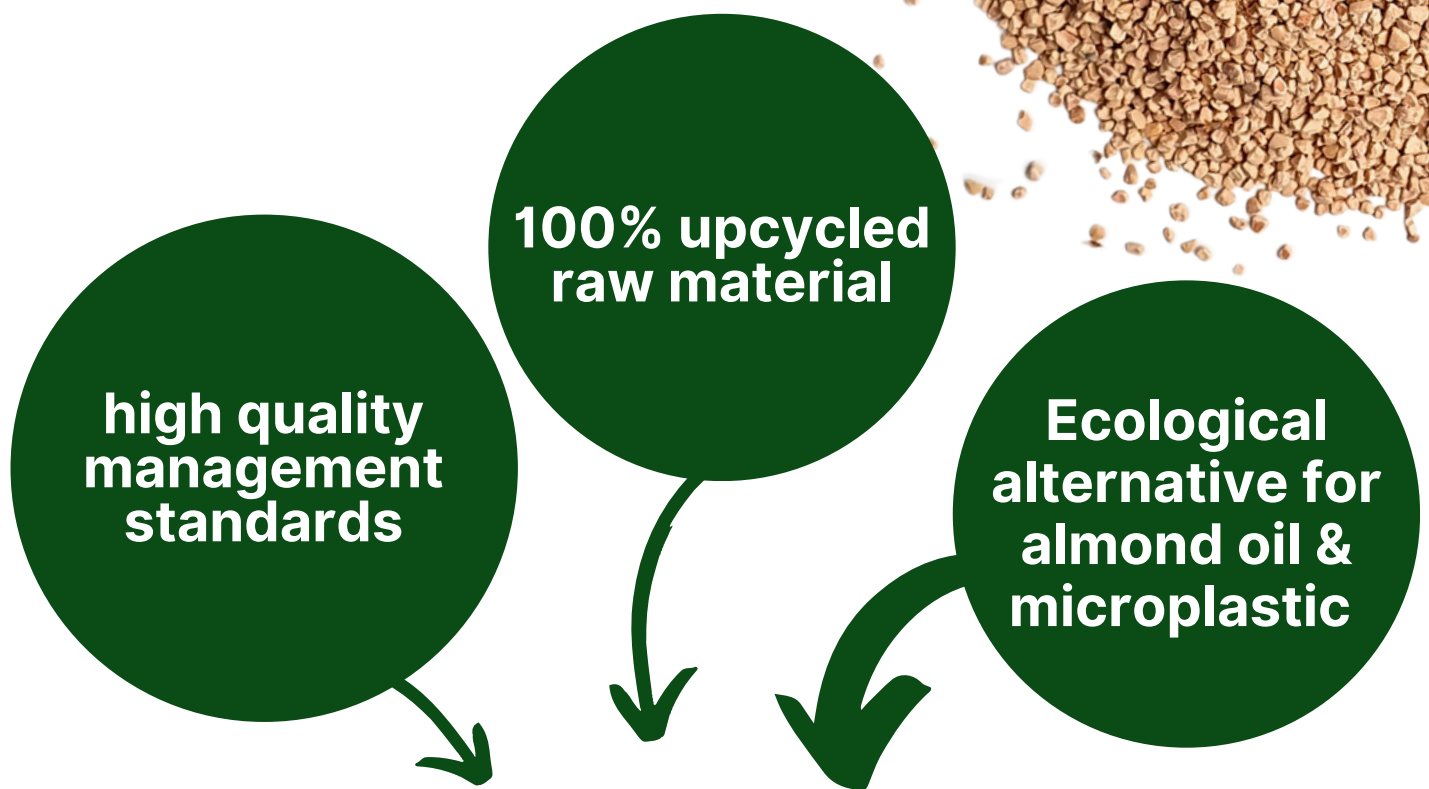 100% upcycled
raw material
high quality
management
standards
Ecological
alternative for
almond oil &
microplastic